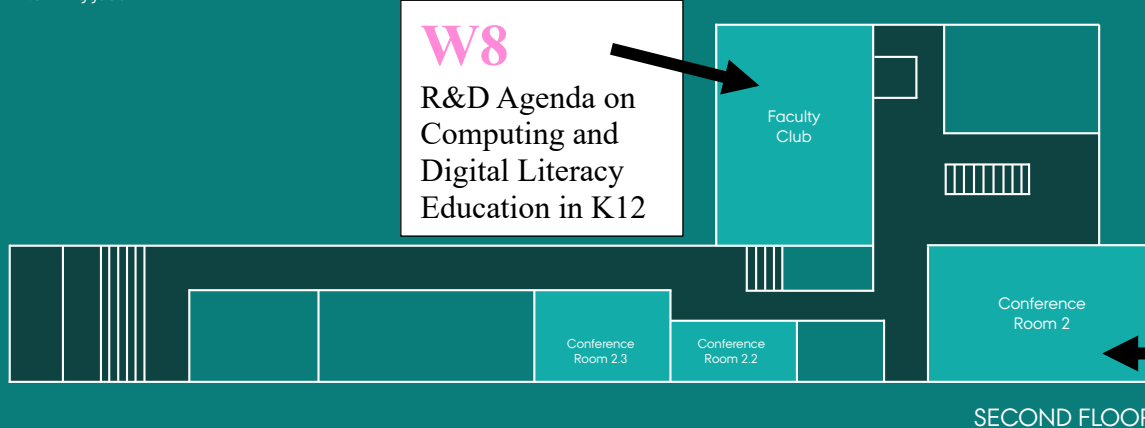 W8
R&D Agenda on
Computing and
Digital Literacy
Education in K12
Faculty
Club
Conference
Room 2
Conference
Room 2.3
Conference
Room 2.2
SECOND FLOOR